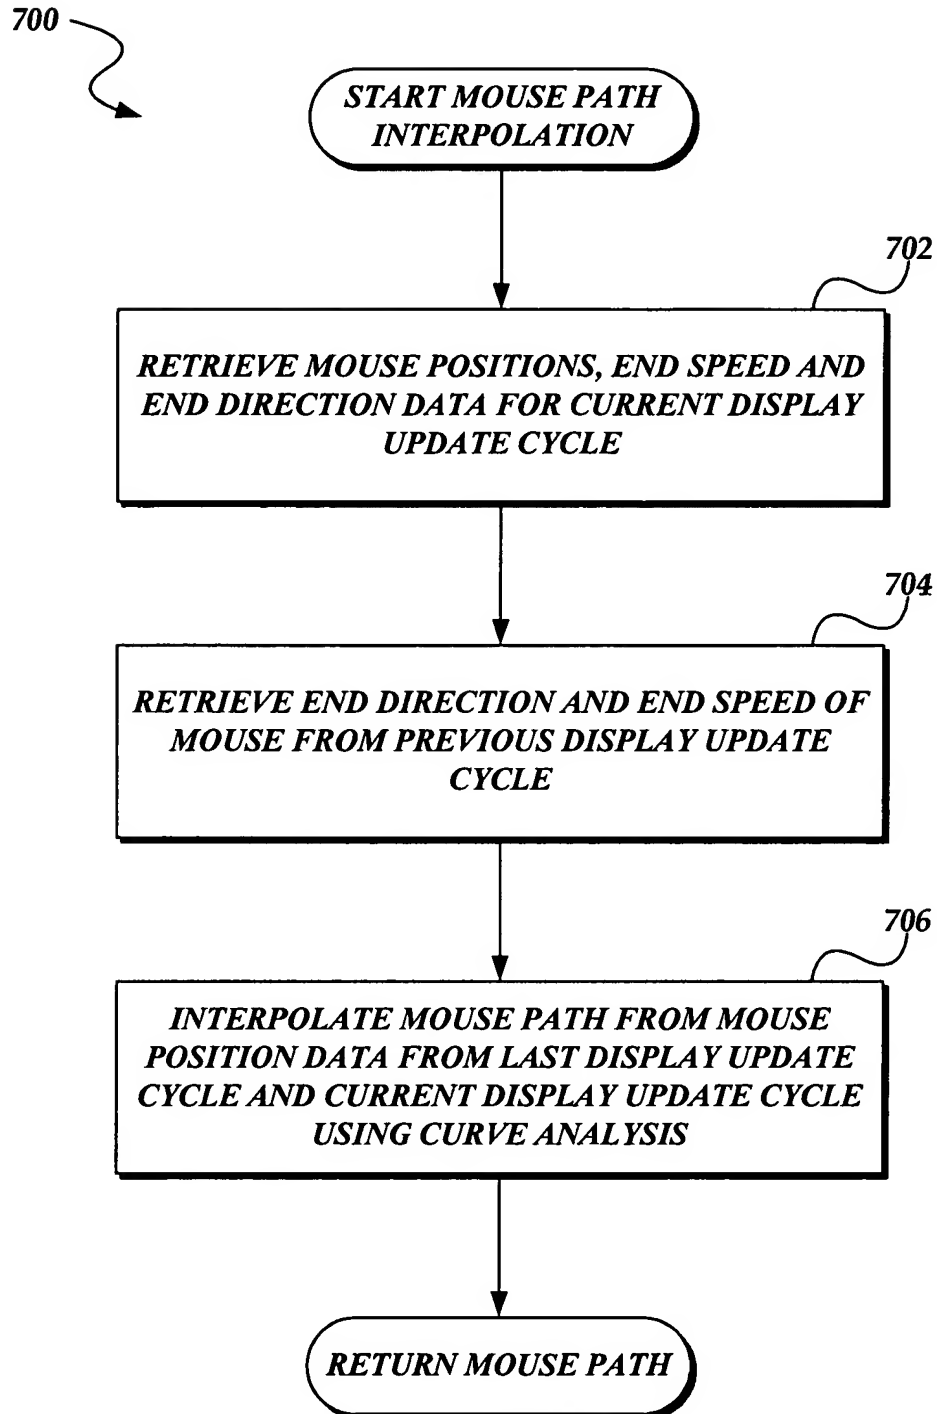 700
START MOUSE PATH
INTERPOLATION
702
RETRIEVE MOUSE POSITIONS, END SPEED AND
END DIRECTION DATA FOR CURRENT DISPLAY
UPDATE CYCLE
704
RETRIEVE END DIRECTION AND END SPEED OF
MOUSE FROM PREVIOUS DISPLAY UPDATE
CYCLE
706
INTERPOLATE MOUSE PATH FROM MOUSE
POSITION DATA FROM LAST DISPLAY UPDATE
CYCLE AND CURRENT DISPLAY UPDATE CYCLE
USING CURVE ANALYSIS
RETURN MOUSE PATH